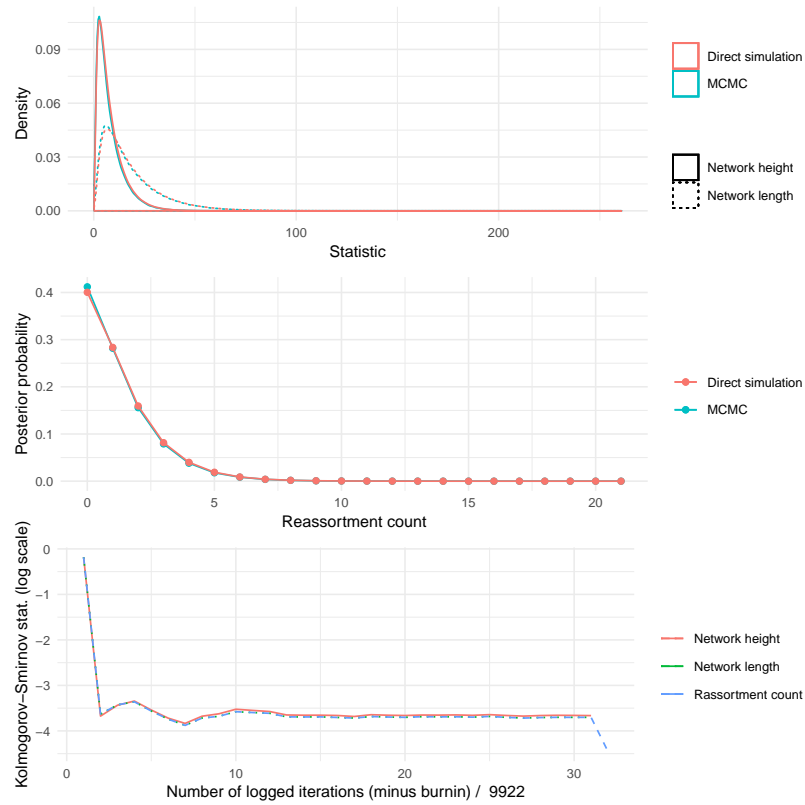 Density
0.09
0.06
0.03
0.00
0
100
200
Statistic
Direct simulation
MCMC
Network height
Network length
Posterior probability
0.4
0.3
0.2
0.1
0.0
0
5
10
15
20
Reassortment count
Direct simulation
MCMC
Kolmogorov−Smirnov stat. (log scale)
0
−1
−2
−3
−4
0
10
20
30
Number of logged iterations (minus burnin) / 9922
Network height
Network length
Rassortment count